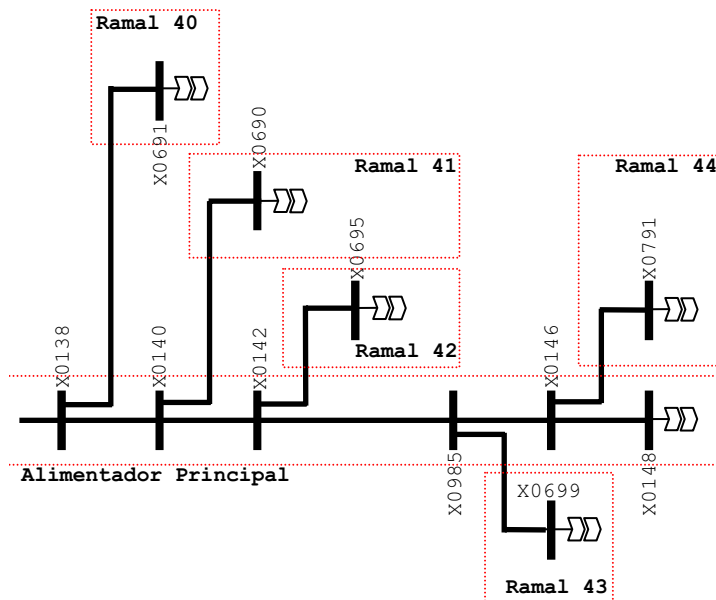 Ramal 40
X0691
X0690
Ramal 41
Ramal 44
X0695
X0791
Ramal 42
X0138
X0140
X0142
X0146
Alimentador Principal
X0985
X0148
X0699
Ramal 43